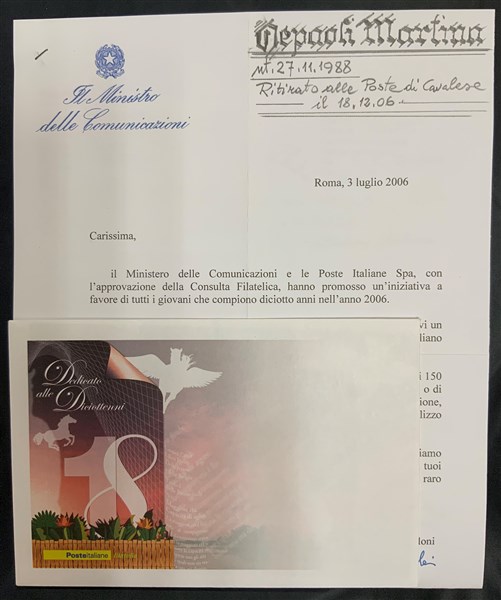 Depaoli Martina
nt. 27.11.1988
Ritirato alle Poste di Cavalese
il 18.12.06
Il Ministro
delle Comunicazioni
Roma, 3 luglio 2006
Carissima,
il Ministero delle Comunicazioni e le Poste Italiane Spa, con
l'approvazione della Consulta Filatelica, hanno promosso un'iniziativa a
favore di tutti i giovani che compiono diciotto anni nell'anno 2006.
vi un
liano
i 150
o di
ione,
lizzo
iamo
tuoi
raro
loni
Dedicato
alle
Diciottenni
18
Posteitaliane